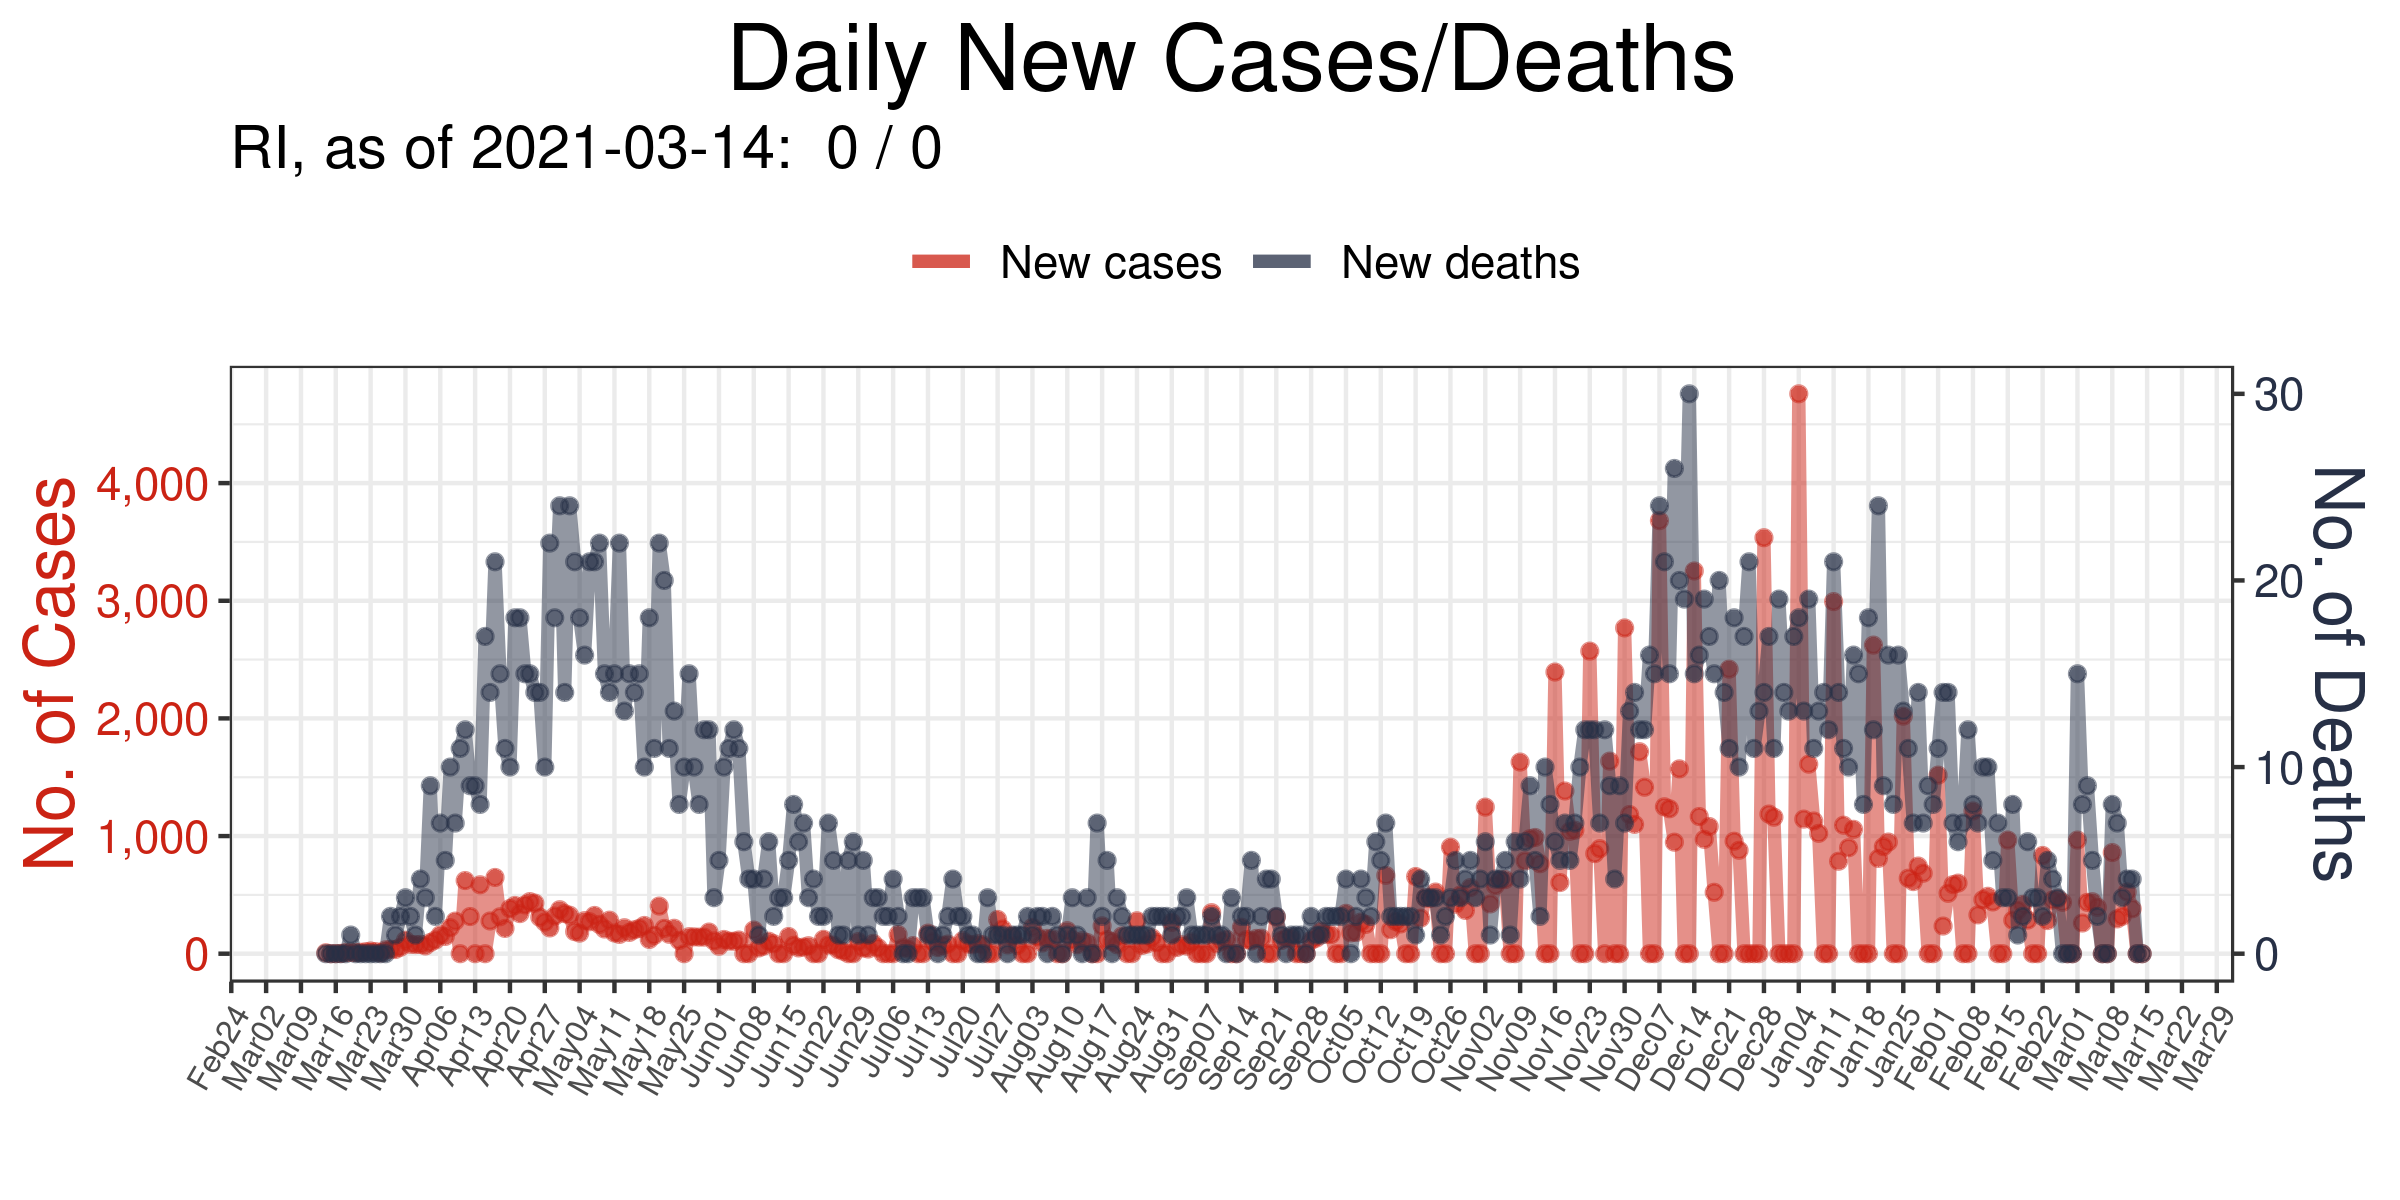 Daily New Cases/Deaths
RI, as of 2021-03-14:  0 / 0
New cases
New deaths
No. of Cases
4,000
3,000
2,000
1,000
0
30
20
10
0
No. of Deaths
Feb24
Mar02
Mar09
Mar16
Mar23
Mar30
Apr06
Apr13
Apr20
Apr27
May04
May11
May18
May25
Jun01
Jun08
Jun15
Jun22
Jun29
Jul06
Jul13
Jul20
Jul27
Aug03
Aug10
Aug17
Aug24
Aug31
Sep07
Sep14
Sep21
Sep28
Oct05
Oct12
Oct19
Oct26
Nov02
Nov09
Nov16
Nov23
Nov30
Dec07
Dec14
Dec21
Dec28
Jan04
Jan11
Jan18
Jan25
Feb01
Feb08
Feb15
Feb22
Mar01
Mar08
Mar15
Mar22
Mar29